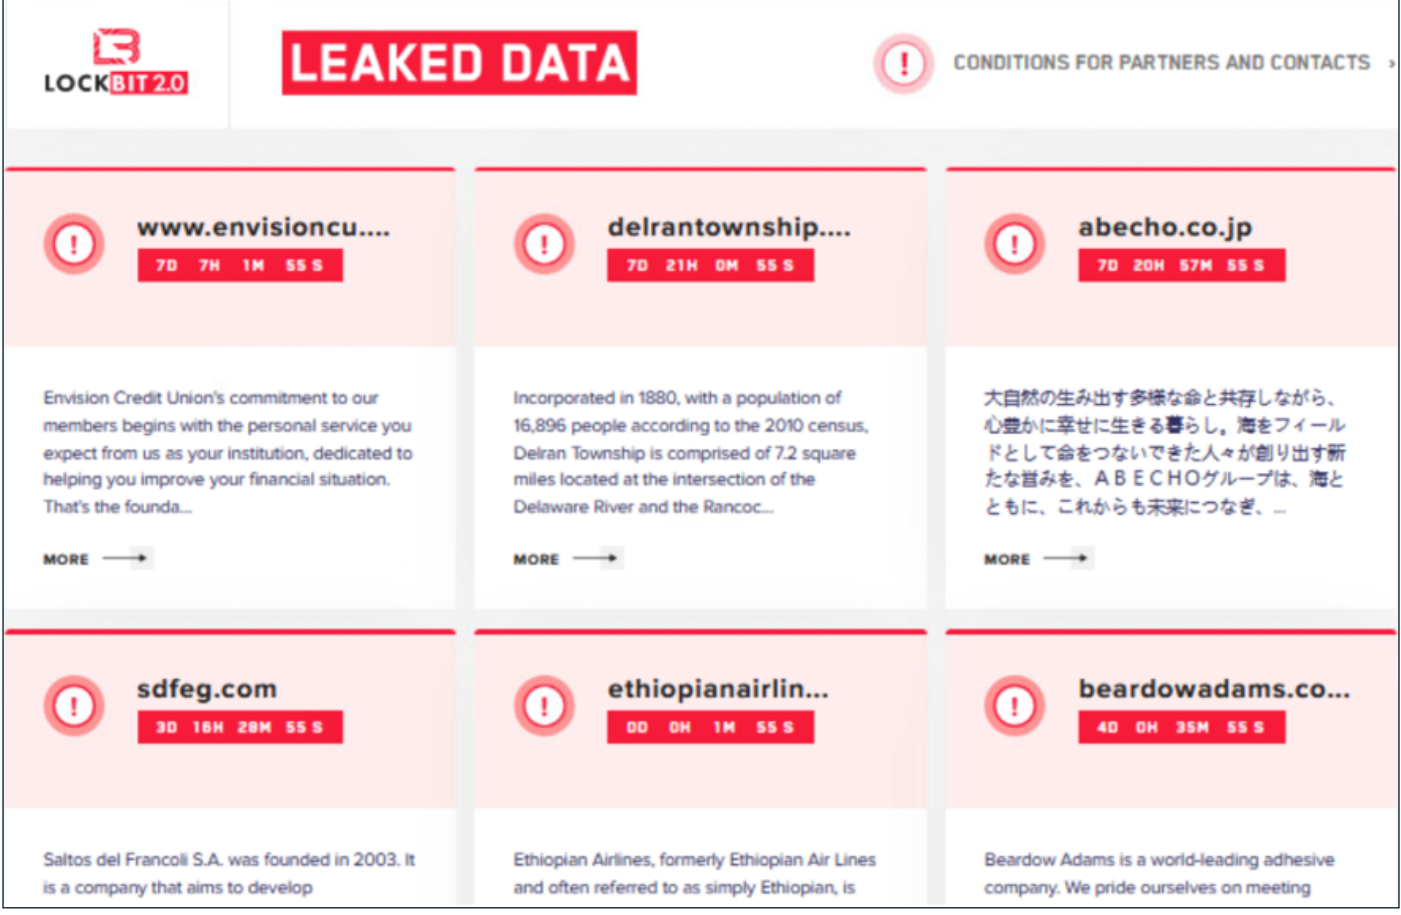 LOCKBIT 2.0
LEAKED DATA
CONDITIONS FOR PARTNERS AND CONTACTS ›
www.envisioncu....
7D 7H 1M 55 S
Envision Credit Union's commitment to our
members begins with the personal service you
expect from us as your institution, dedicated to
helping you improve your financial situation.
That's the founda...
MORE
delrantownship....
7D 21H 0M 55 S
Incorporated in 1880, with a population of
16,896 people according to the 2010 census,
Delran Township is comprised of 7.2 square
miles located at the intersection of the
Delaware River and the Rancoc...
MORE
abecho.co.jp
7D 20H 57M 55 S
大自然の生み出す多様な命と共存しながら、
心豊かに幸せに生きる暮らし。海をフィール
ドとして命をつないできた人々が創り出す新
たな営みを、ＡＢＥＣＨＯグループは、海と
ともに、これからも未来につなぎ、...
MORE
sdfeg.com
3D 16H 28M 55 S
Saltos del Francoli S.A. was founded in 2003. It
is a company that aims to develop
ethiopianairlin...
0D 0H 1M 55 S
Ethiopian Airlines, formerly Ethiopian Air Lines
and often referred to as simply Ethiopian, is
beardowadams.co...
4D 0H 35M 55 S
Beardow Adams is a world-leading adhesive
company. We pride ourselves on meeting